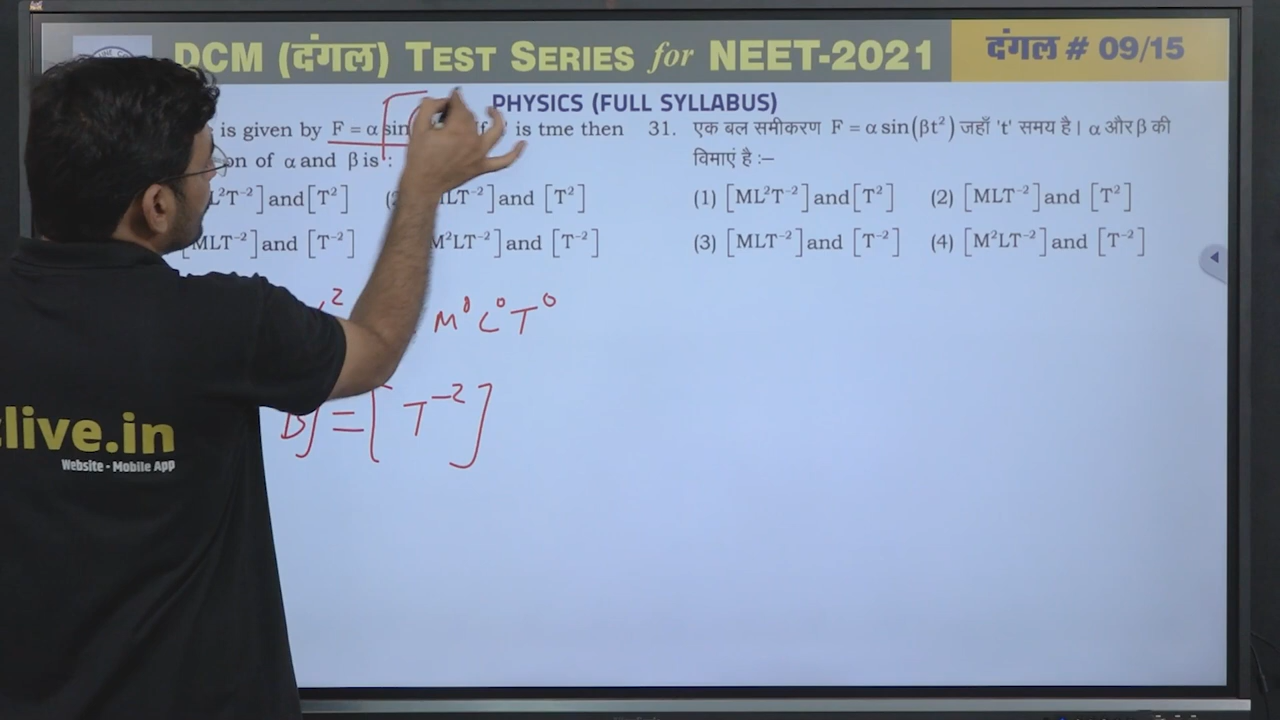 DCM (दंगल) TEST SERIES for NEET-2021
दंगल # 09/15
PHYSICS (FULL SYLLABUS)
is given by F = α sin is tme then
of α and β is :
L²T⁻²] and [T²] LT⁻²] and [T²]
[MLT⁻²] and [T⁻²] M²LT⁻²] and [T⁻²]
31. एक बल समीकरण F = α sin(βt²) जहाँ 't' समय है। α और β की
विमाएं है :–
(1) [ML²T⁻²] and [T²] (2) [MLT⁻²] and [T²]
(3) [MLT⁻²] and [T⁻²] (4) [M²LT⁻²] and [T⁻²]
2 M⁰L⁰T⁰
= [T⁻²]
live.in
Website - Mobile App